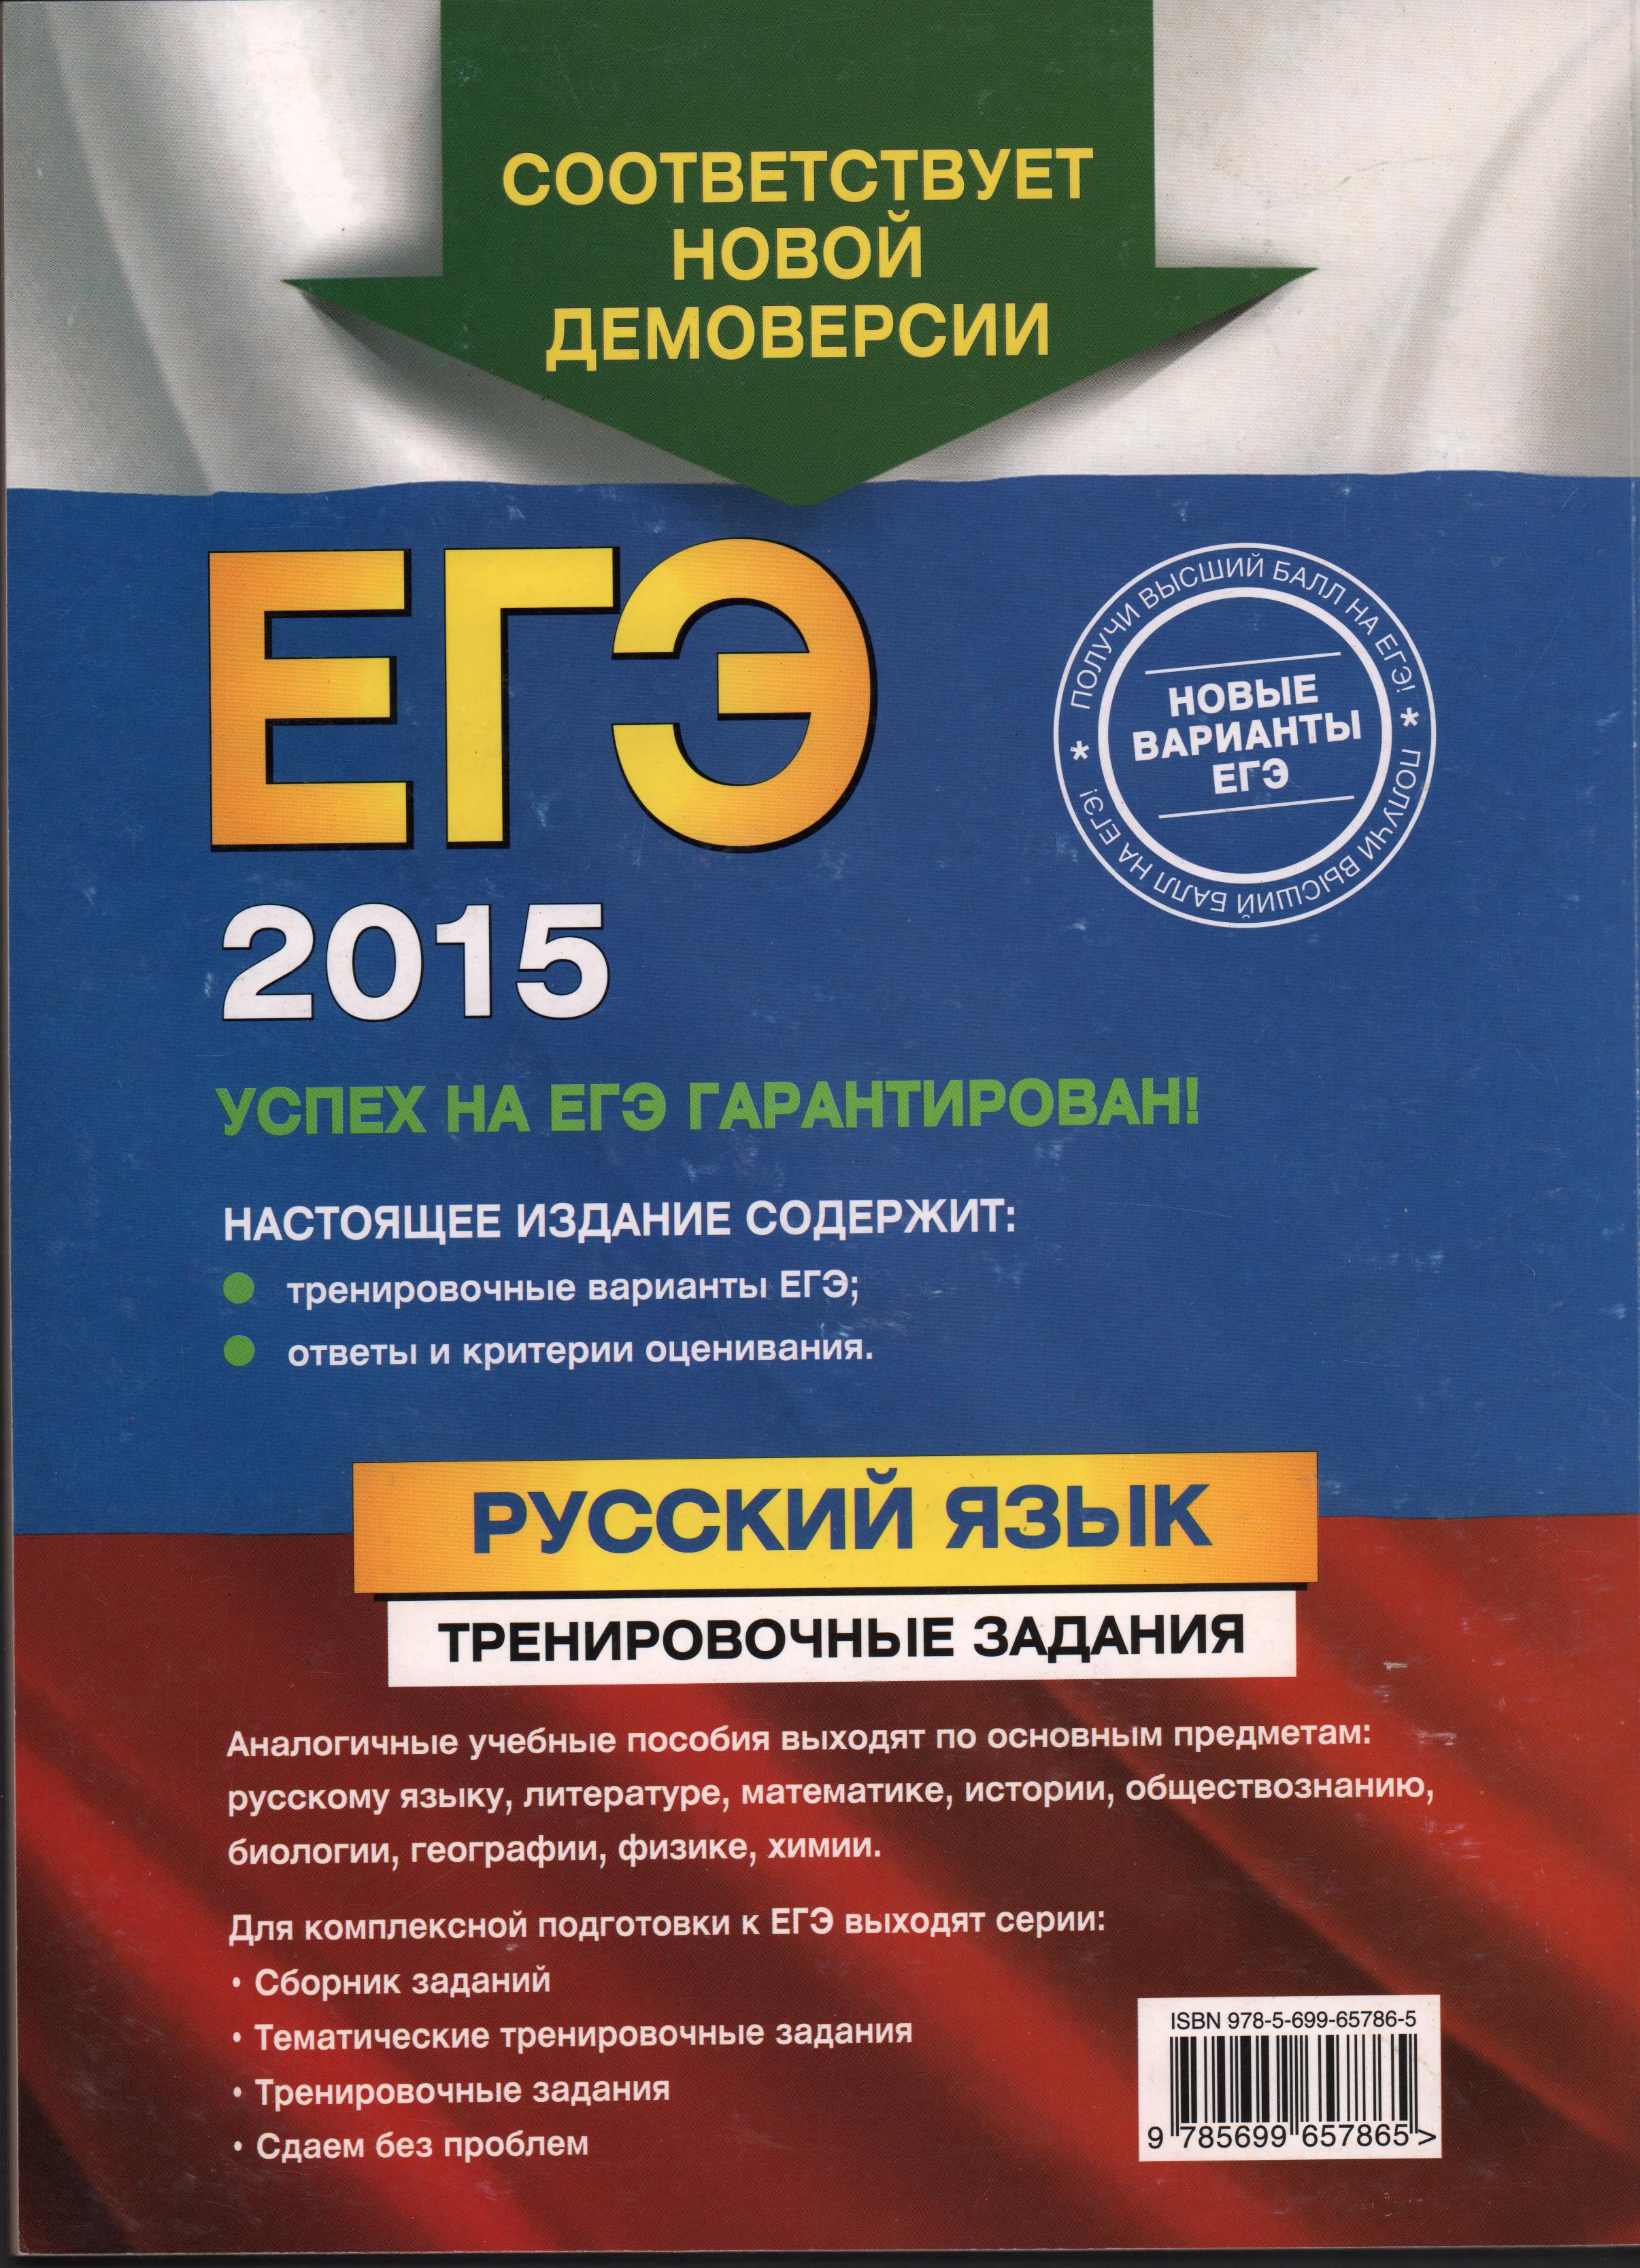 СООТВЕТСТВУЕТ
НОВОЙ
ДЕМОВЕРСИИ
ЕГЭ
2015
ПОЛУЧИ ВЫСШИЙ БАЛЛ НА ЕГЭ! * ПОЛУЧИ ВЫСШИЙ БАЛЛ НА ЕГЭ! *
НОВЫЕ
ВАРИАНТЫ
ЕГЭ
УСПЕХ НА ЕГЭ ГАРАНТИРОВАН!
НАСТОЯЩЕЕ ИЗДАНИЕ СОДЕРЖИТ:
тренировочные варианты ЕГЭ;
ответы и критерии оценивания.
РУССКИЙ ЯЗЫК
ТРЕНИРОВОЧНЫЕ ЗАДАНИЯ
Аналогичные учебные пособия выходят по основным предметам:
русскому языку, литературе, математике, истории, обществознанию,
биологии, географии, физике, химии.
Для комплексной подготовки к ЕГЭ выходят серии:
• Сборник заданий
• Тематические тренировочные задания
• Тренировочные задания
• Сдаем без проблем
ISBN 978-5-699-65786-5
9 785699 657865 >